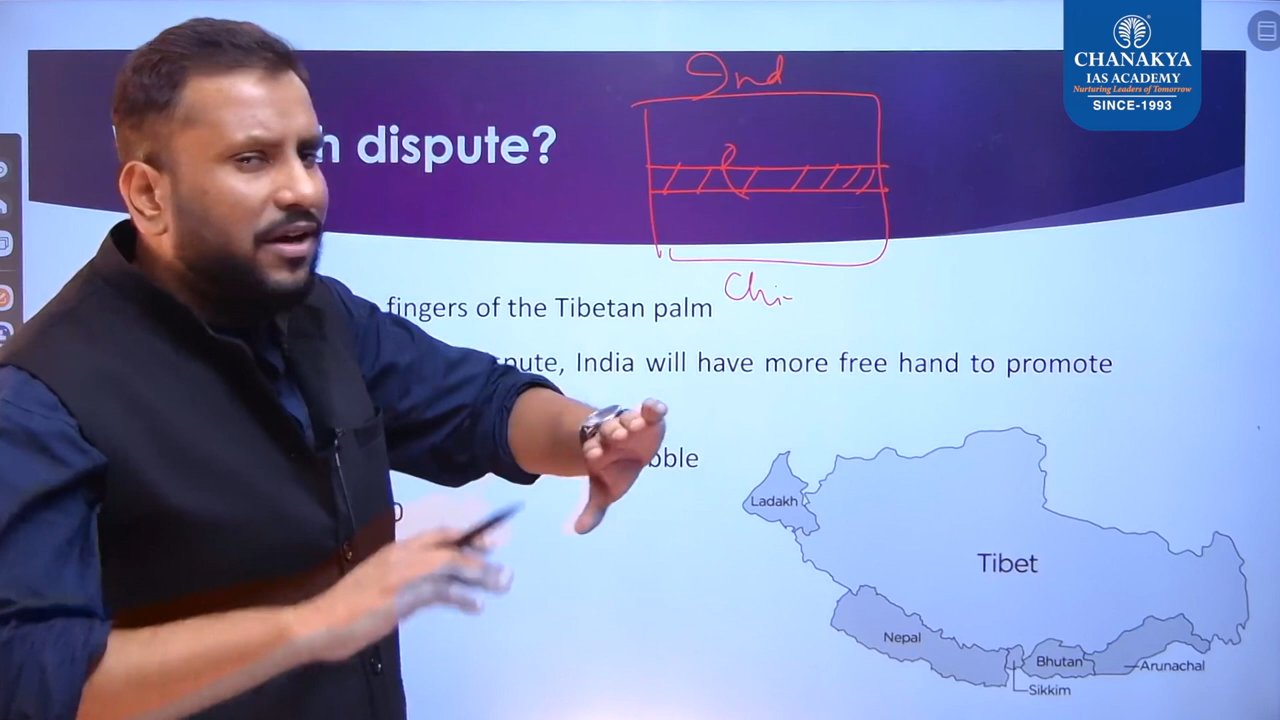 CHANAKYA
IAS ACADEMY
Nurturing Leaders of Tomorrow
SINCE-1993
Ind
dispute?
Chi
fingers of the Tibetan palm
India will have more free hand to promote
Ladakh
Tibet
Nepal
Bhutan
Arunachal
Sikkim